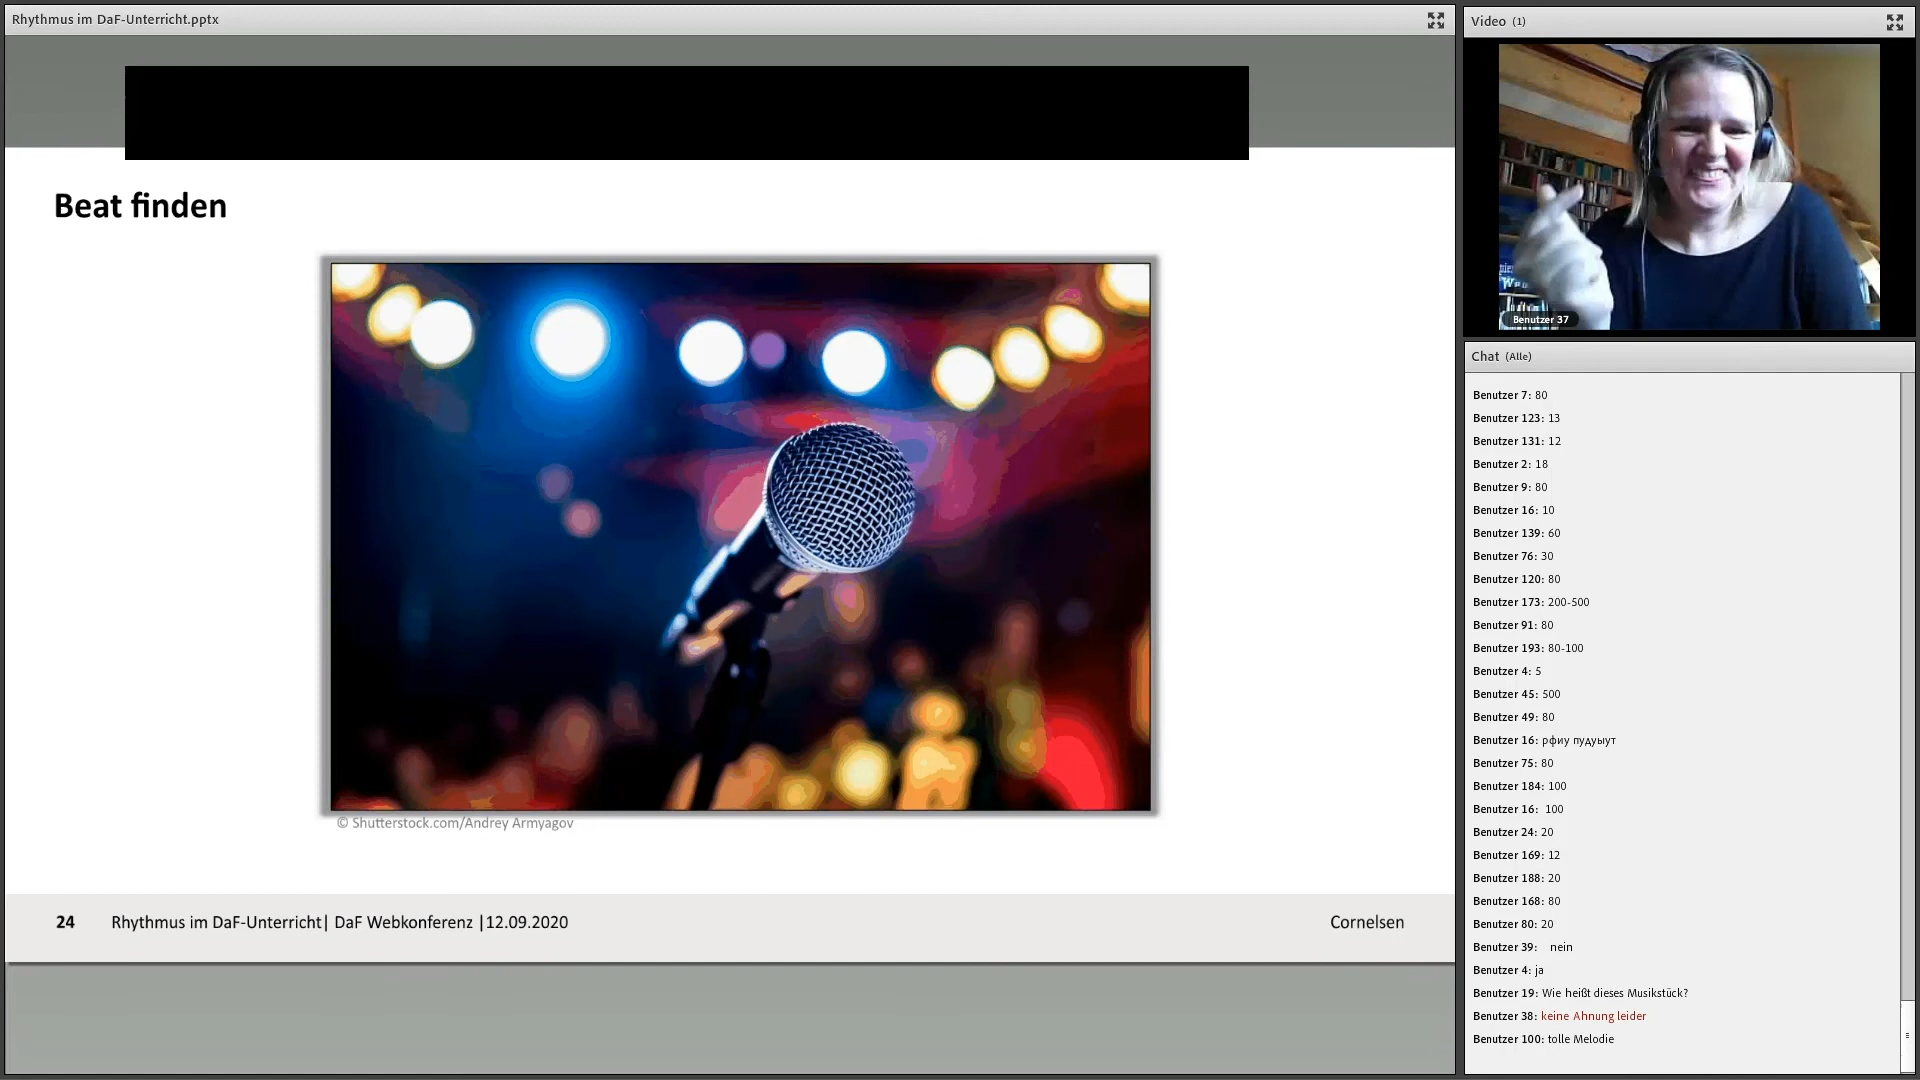 Rhythmus im DaF-Unterricht.pptx
Beat finden
© Shutterstock.com/Andrey Armyagov
24 Rhythmus im DaF-Unterricht| DaF Webkonferenz |12.09.2020 Cornelsen
Video (1)
Benutzer 37
Chat (Alle)
Benutzer 7: 80
Benutzer 123: 13
Benutzer 131: 12
Benutzer 2: 18
Benutzer 9: 80
Benutzer 16: 10
Benutzer 139: 60
Benutzer 76: 30
Benutzer 120: 80
Benutzer 173: 200-500
Benutzer 91: 80
Benutzer 193: 80-100
Benutzer 4: 5
Benutzer 45: 500
Benutzer 49: 80
Benutzer 16: рфиу пудуыут
Benutzer 75: 80
Benutzer 184: 100
Benutzer 16: 100
Benutzer 24: 20
Benutzer 169: 12
Benutzer 188: 20
Benutzer 168: 80
Benutzer 80: 20
Benutzer 39: nein
Benutzer 4: ja
Benutzer 19: Wie heißt dieses Musikstück?
Benutzer 38: keine Ahnung leider
Benutzer 100: tolle Melodie